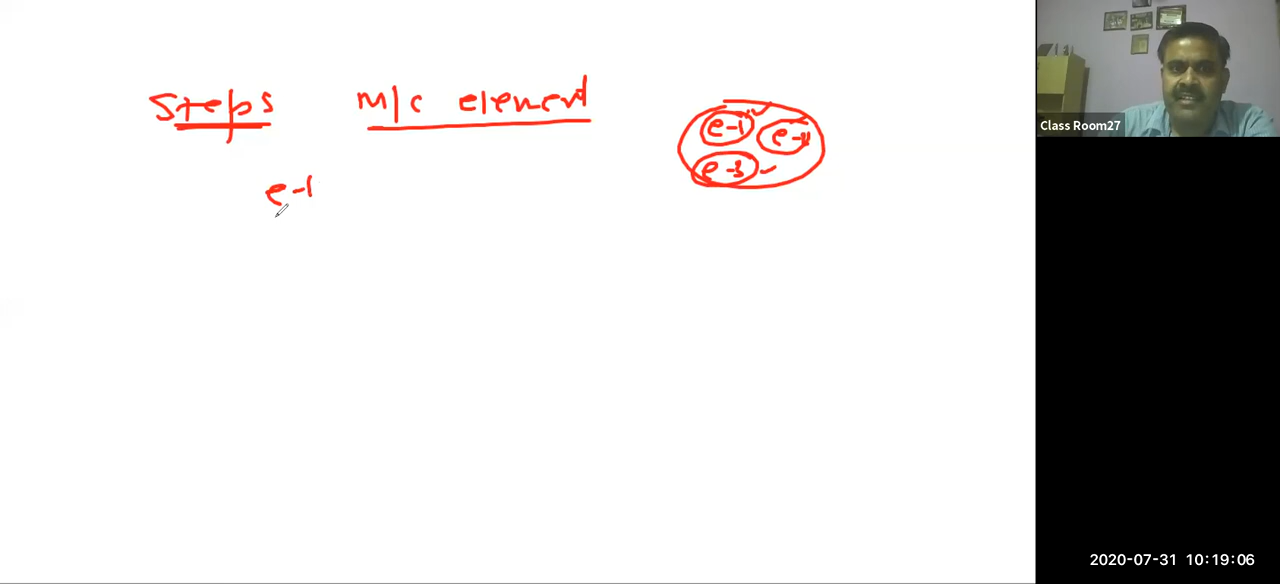 Steps M/c element
e-1 e-2
e-3
e-1
Class Room27
2020-07-31 10:19:06